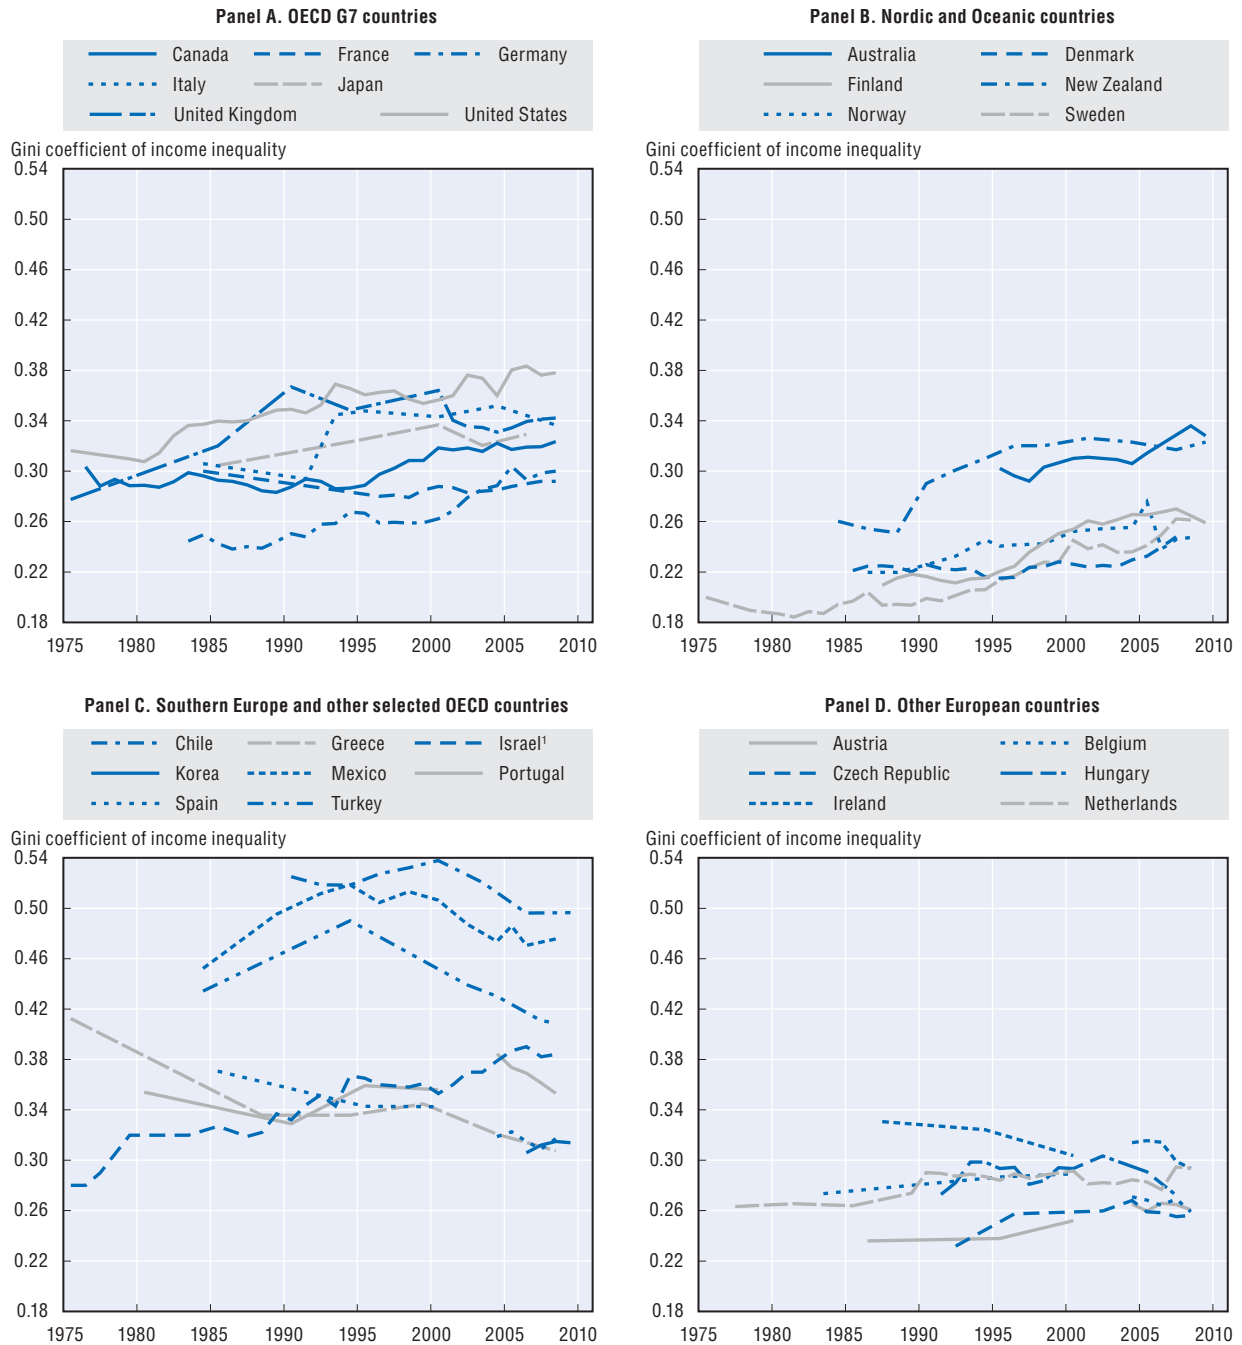 Panel A. OECD G7 countries
Canada France Germany
Italy Japan
United Kingdom United States
Gini coefficient of income inequality
0.54
0.50
0.46
0.42
0.38
0.34
0.30
0.26
0.22
0.18
1975 1980 1985 1990 1995 2000 2005 2010
Panel B. Nordic and Oceanic countries
Australia Denmark
Finland New Zealand
Norway Sweden
Gini coefficient of income inequality
0.54
0.50
0.46
0.42
0.38
0.34
0.30
0.26
0.22
0.18
1975 1980 1985 1990 1995 2000 2005 2010
Panel C. Southern Europe and other selected OECD countries
Chile Greece Israel¹
Korea Mexico Portugal
Spain Turkey
Gini coefficient of income inequality
0.54
0.50
0.46
0.42
0.38
0.34
0.30
0.26
0.22
0.18
1975 1980 1985 1990 1995 2000 2005 2010
Panel D. Other European countries
Austria Belgium
Czech Republic Hungary
Ireland Netherlands
Gini coefficient of income inequality
0.54
0.50
0.46
0.42
0.38
0.34
0.30
0.26
0.22
0.18
1975 1980 1985 1990 1995 2000 2005 2010